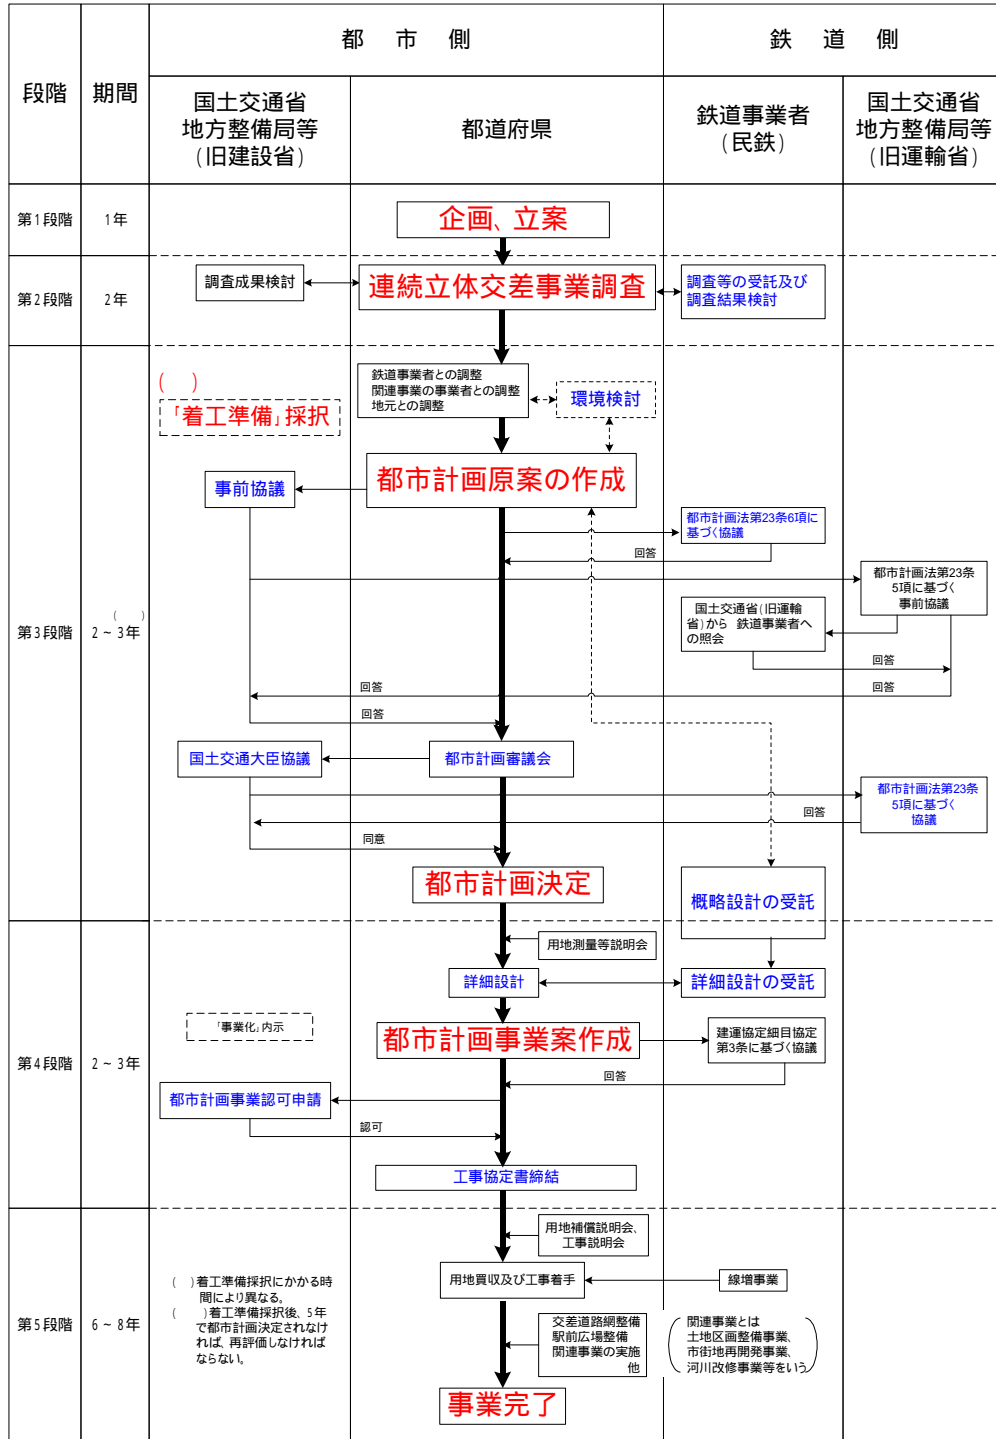 都 市 側
鉄 道 側
段階
期間
国土交通省
地方整備局等
(旧建設省)
都道府県
鉄道事業者
(民鉄)
国土交通省
地方整備局等
(旧運輸省)
第1段階
1年
企画、立案
第2段階
2年
調査成果検討
連続立体交差事業調査
調査等の受託及び
調査結果検討
第3段階
( )
2~3年
( )
「着工準備」採択
鉄道事業者との調整
関連事業の事業者との調整
地元との調整
環境検討
都市計画原案の作成
事前協議
都市計画法第23条6項に
基づく協議
回答
都市計画法第23条
5項に基づく
事前協議
国土交通省(旧運輸
省)から 鉄道事業者へ
の照会
回答
回答
回答
回答
国土交通大臣協議
都市計画審議会
都市計画法第23条
5項に基づく
協議
回答
同意
都市計画決定
概略設計の受託
第4段階
2~3年
用地測量等説明会
詳細設計
詳細設計の受託
「事業化」内示
都市計画事業案作成
建運協定細目協定
第3条に基づく協議
回答
都市計画事業認可申請
認可
工事協定書締結
第5段階
6~8年
用地補償説明会、
工事説明会
用地買収及び工事着手
線増事業
( )着工準備採択にかかる時
間により異なる。
( )着工準備採択後、5年
で都市計画決定されなけ
れば、再評価しなければ
ならない。
交差道路網整備
駅前広場整備
関連事業の実施
他
関連事業とは
土地区画整備事業、
市街地再開発事業、
河川改修事業等をいう
事業完了